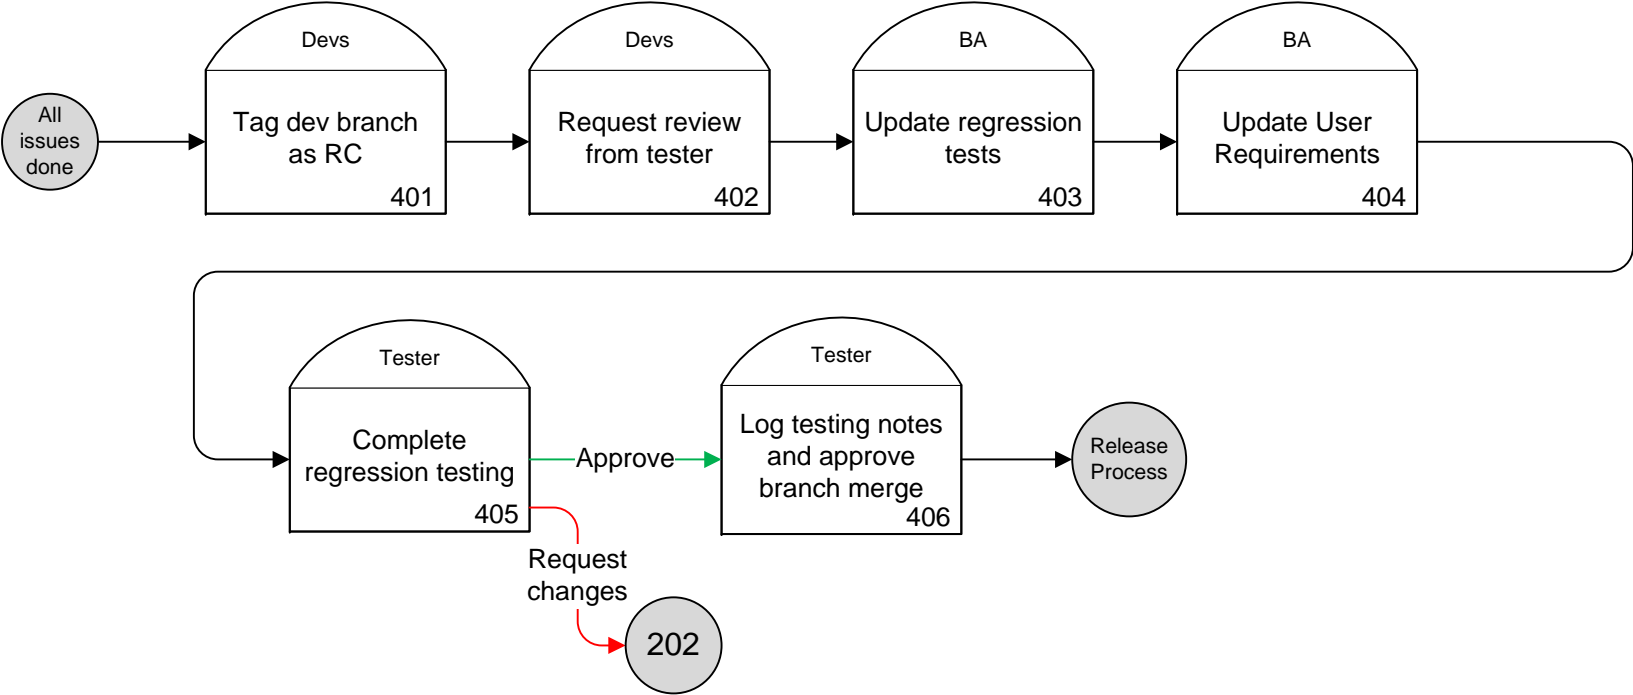 All
issues
done
Devs
Tag dev branch
as RC
401
Devs
Request review
from tester
402
BA
Update regression
tests
403
BA
Update User
Requirements
404
Tester
Complete
regression testing
405
Approve
Request
changes
202
Tester
Log testing notes
and approve
branch merge
406
Release
Process